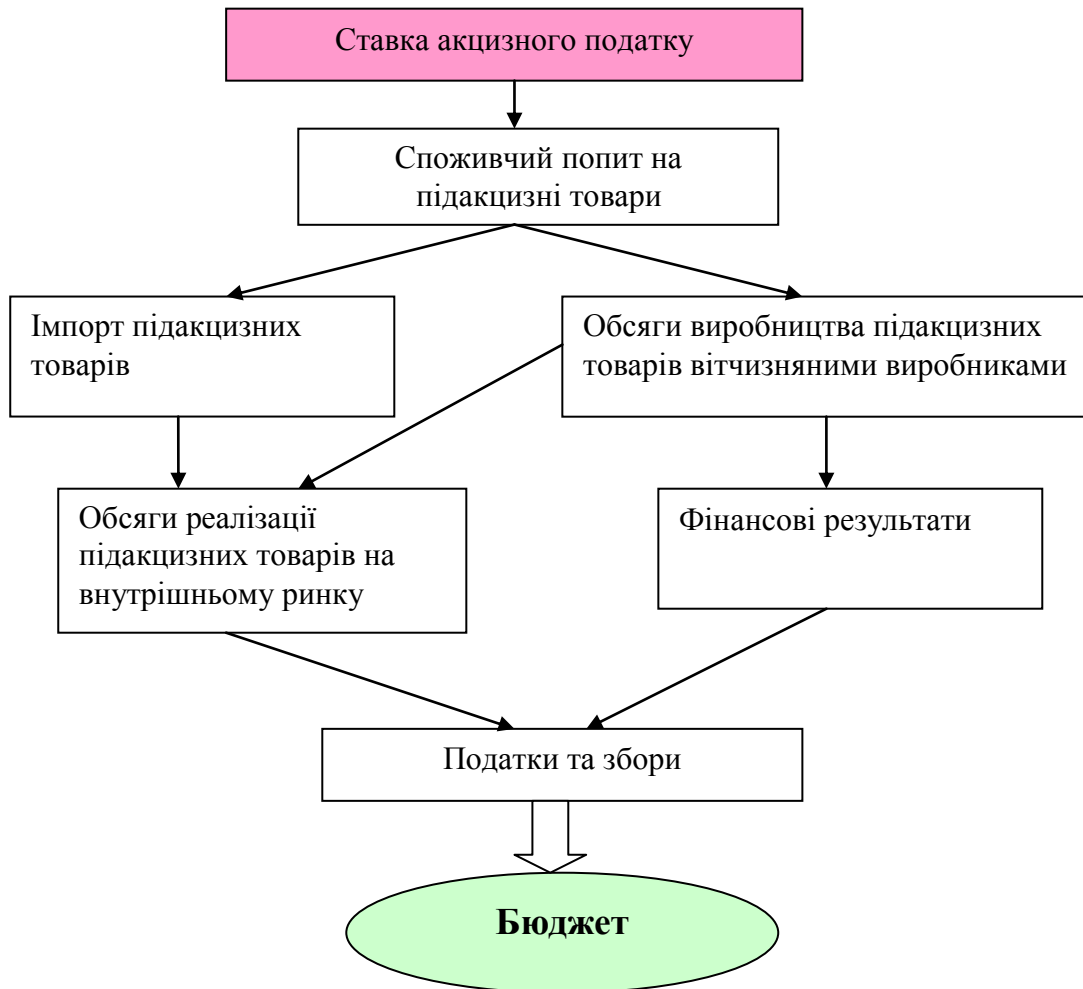 Ставка акцизного податку
Споживчий попит на
підакцизні товари
Імпорт підакцизних
товарів
Обсяги виробництва підакцизних
товарів вітчизняними виробниками
Обсяги реалізації
підакцизних товарів на
внутрішньому ринку
Фінансові результати
Податки та збори
Бюджет